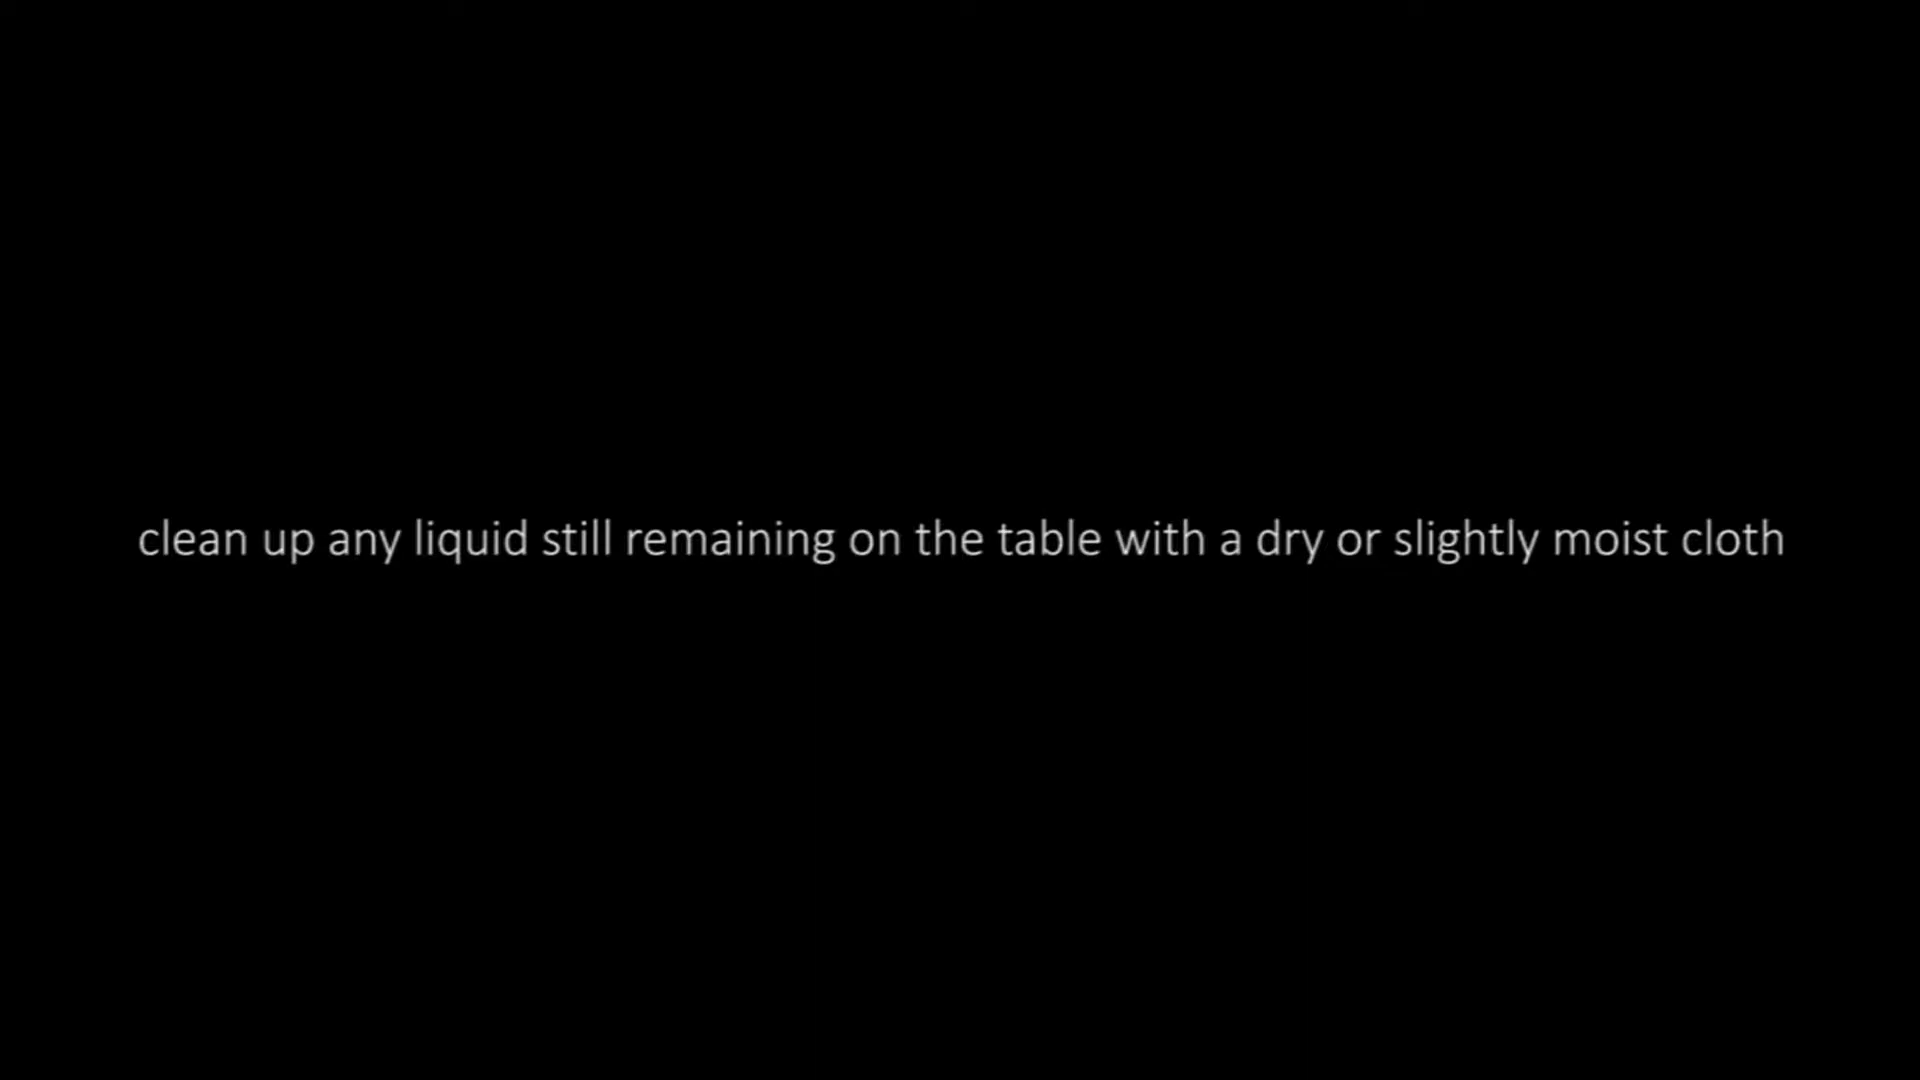 clean up any liquid still remaining on the table with a dry or slightly moist cloth